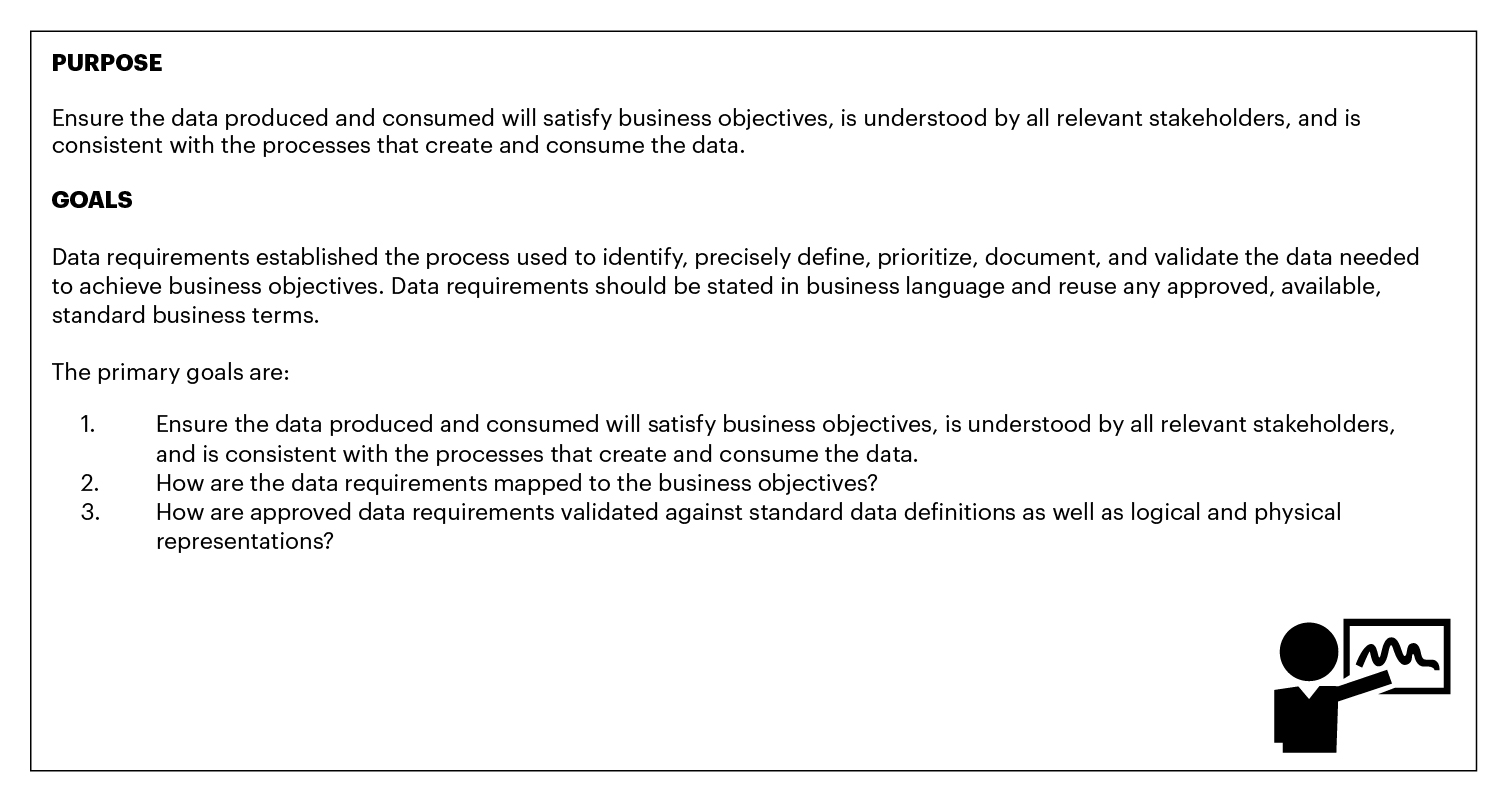 PURPOSE
Ensure the data produced and consumed will satisfy business objectives, is understood by all relevant stakeholders, and is
consistent with the processes that create and consume the data.
GOALS
Data requirements established the process used to identify, precisely define, prioritize, document, and validate the data needed
to achieve business objectives. Data requirements should be stated in business language and reuse any approved, available,
standard business terms.
The primary goals are:
1. Ensure the data produced and consumed will satisfy business objectives, is understood by all relevant stakeholders,
and is consistent with the processes that create and consume the data.
2. How are the data requirements mapped to the business objectives?
3. How are approved data requirements validated against standard data definitions as well as logical and physical
representations?